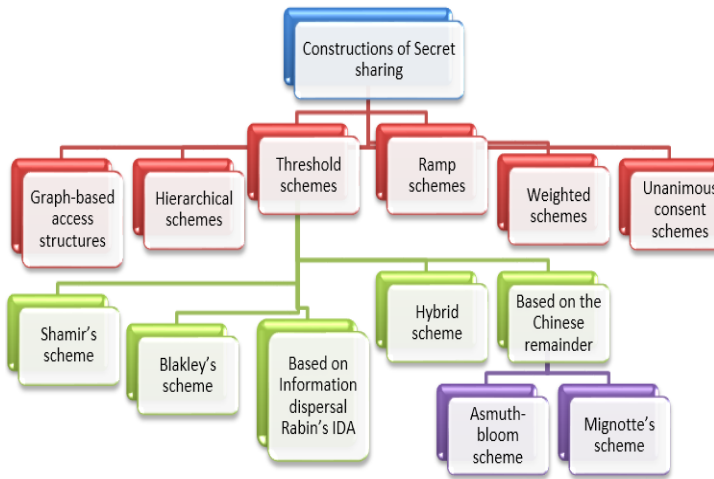 Constructions of Secret
sharing
Graph-based
access
structures
Hierarchical
schemes
Threshold
schemes
Ramp
schemes
Weighted
schemes
Unanimous
consent
schemes
Shamir's
scheme
Blakley's
scheme
Based on
Information
dispersal
Rabin's IDA
Hybrid
scheme
Based on the
Chinese
remainder
Asmuth-
bloom
scheme
Mignotte's
scheme